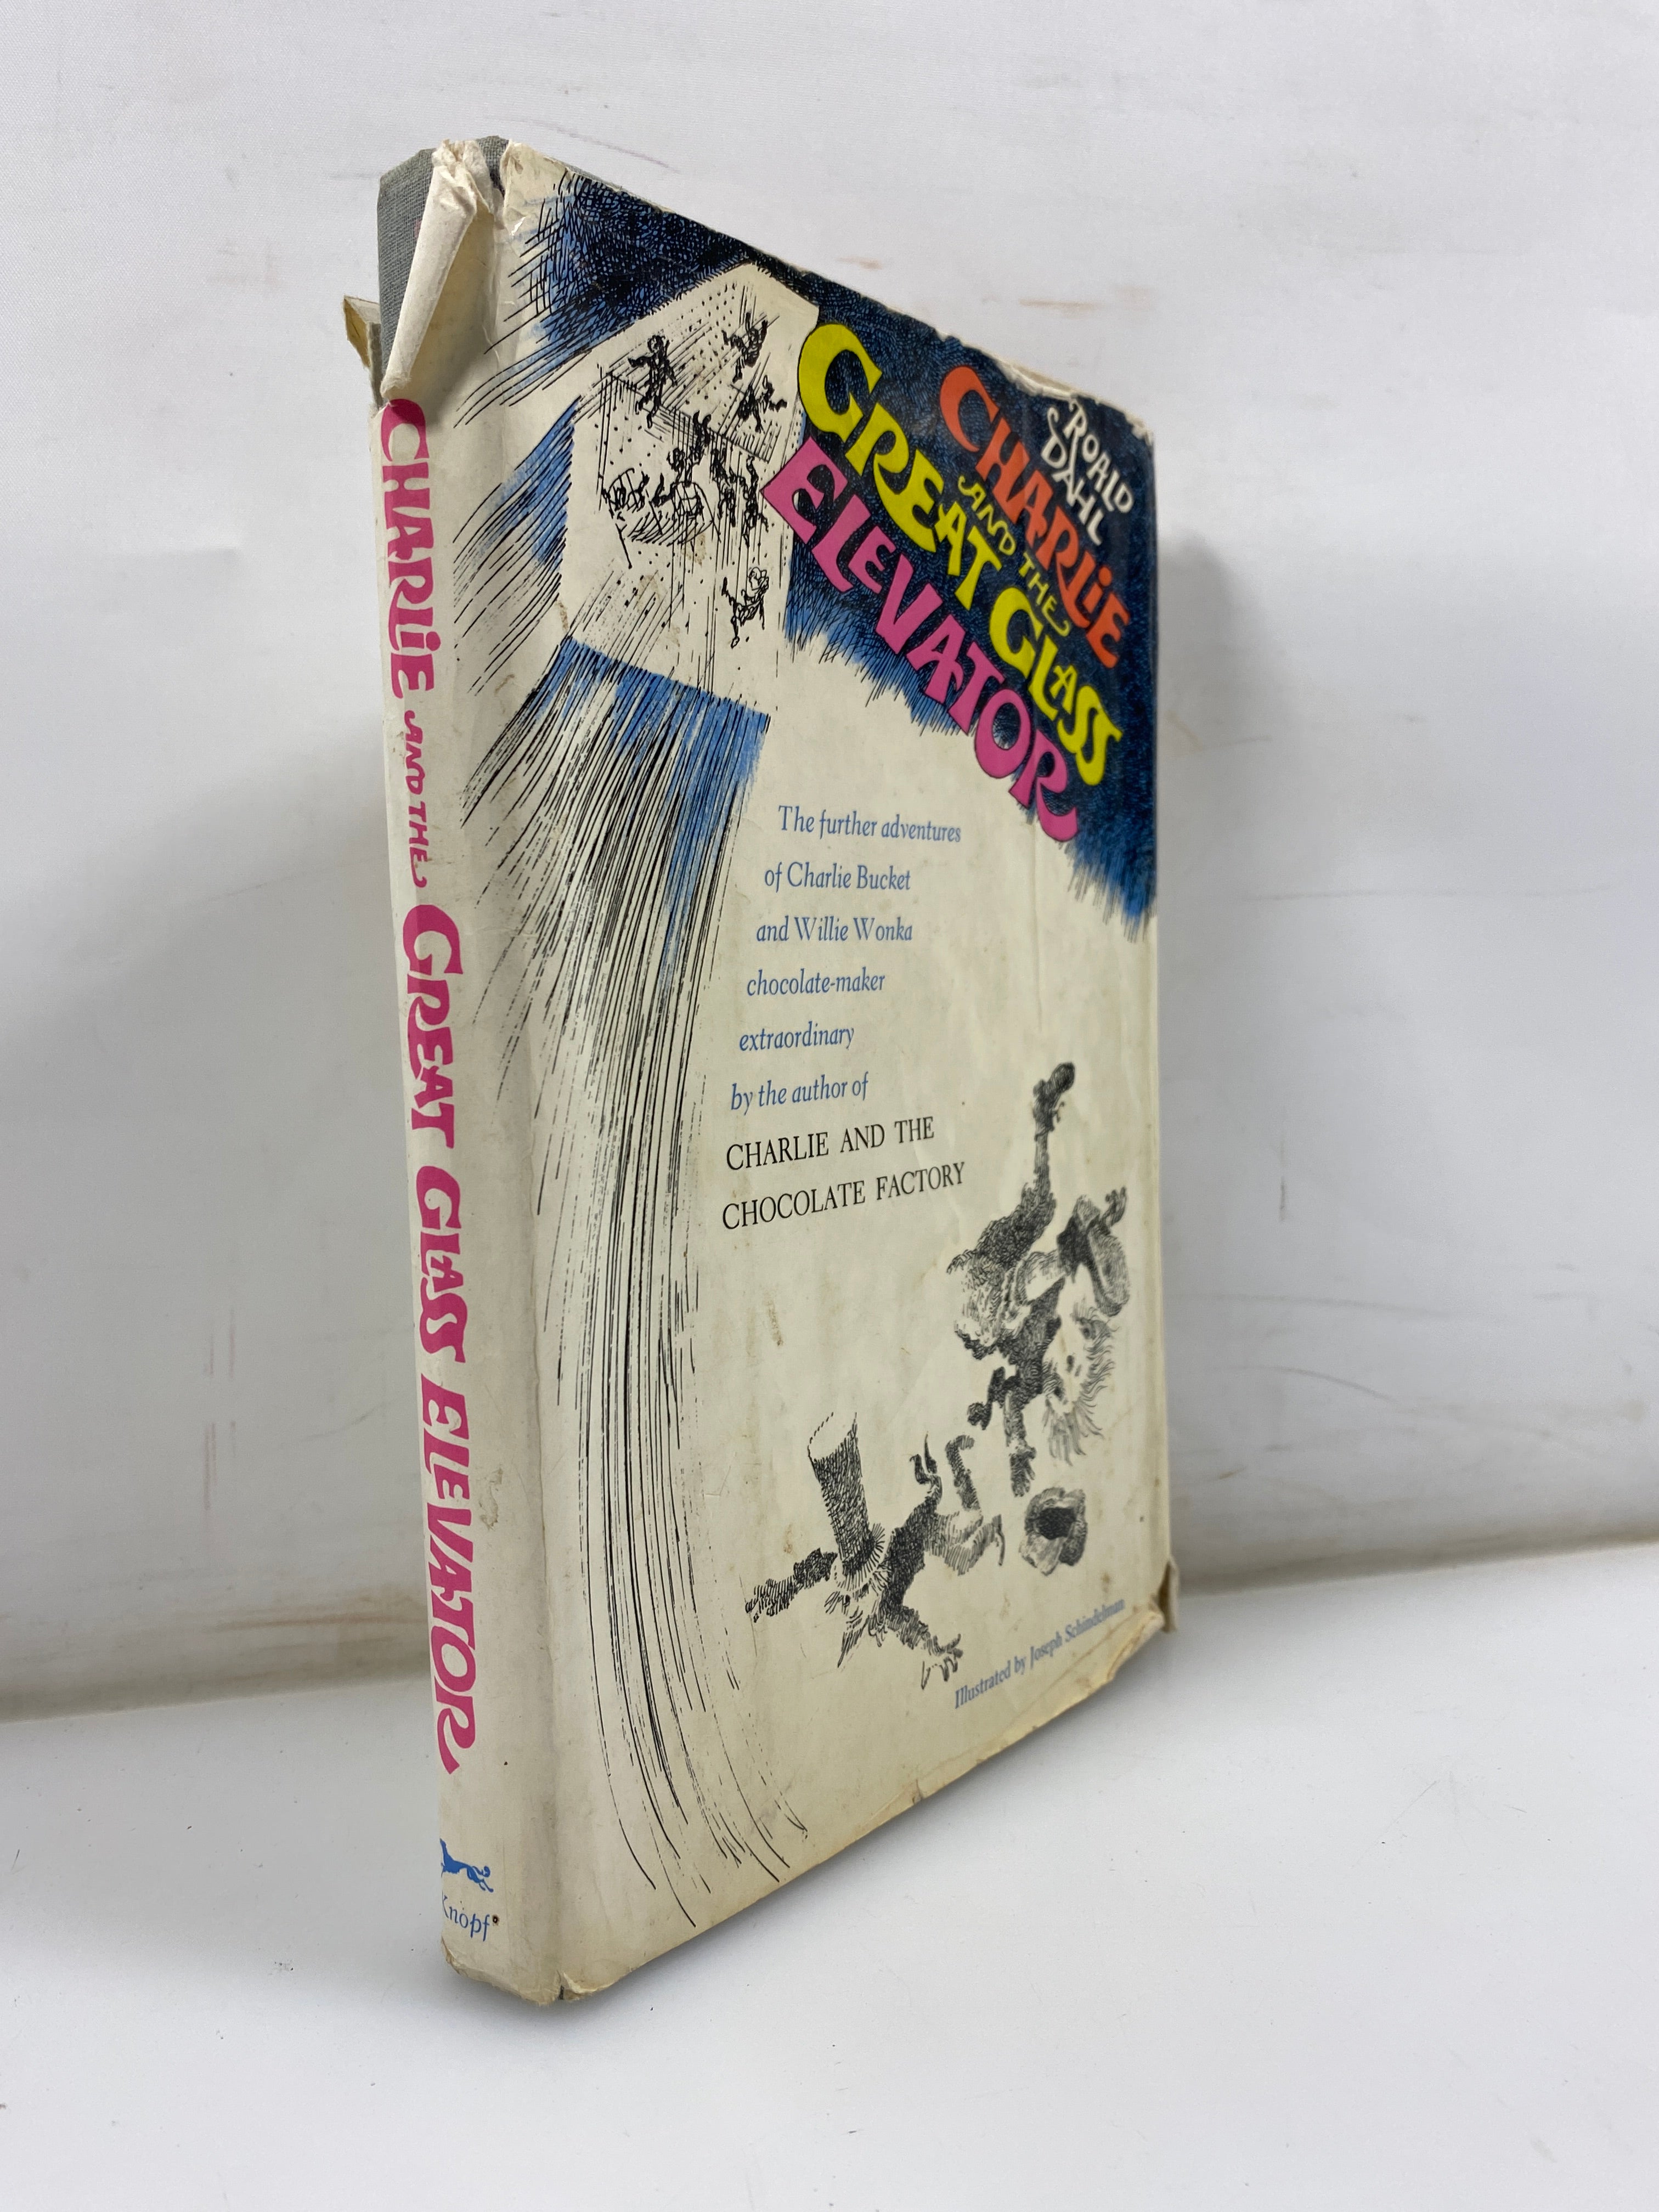 CHARLIE AND THE GREAT GLASS ELEVATOR
Knopf
ROALD
DAHL
CHARLIE
AND THE
GREAT GLASS
ELEVATOR
The further adventures
of Charlie Bucket
and Willie Wonka
chocolate-maker
extraordinary
by the author of
CHARLIE AND THE
CHOCOLATE FACTORY
Illustrated by Joseph Schindelman